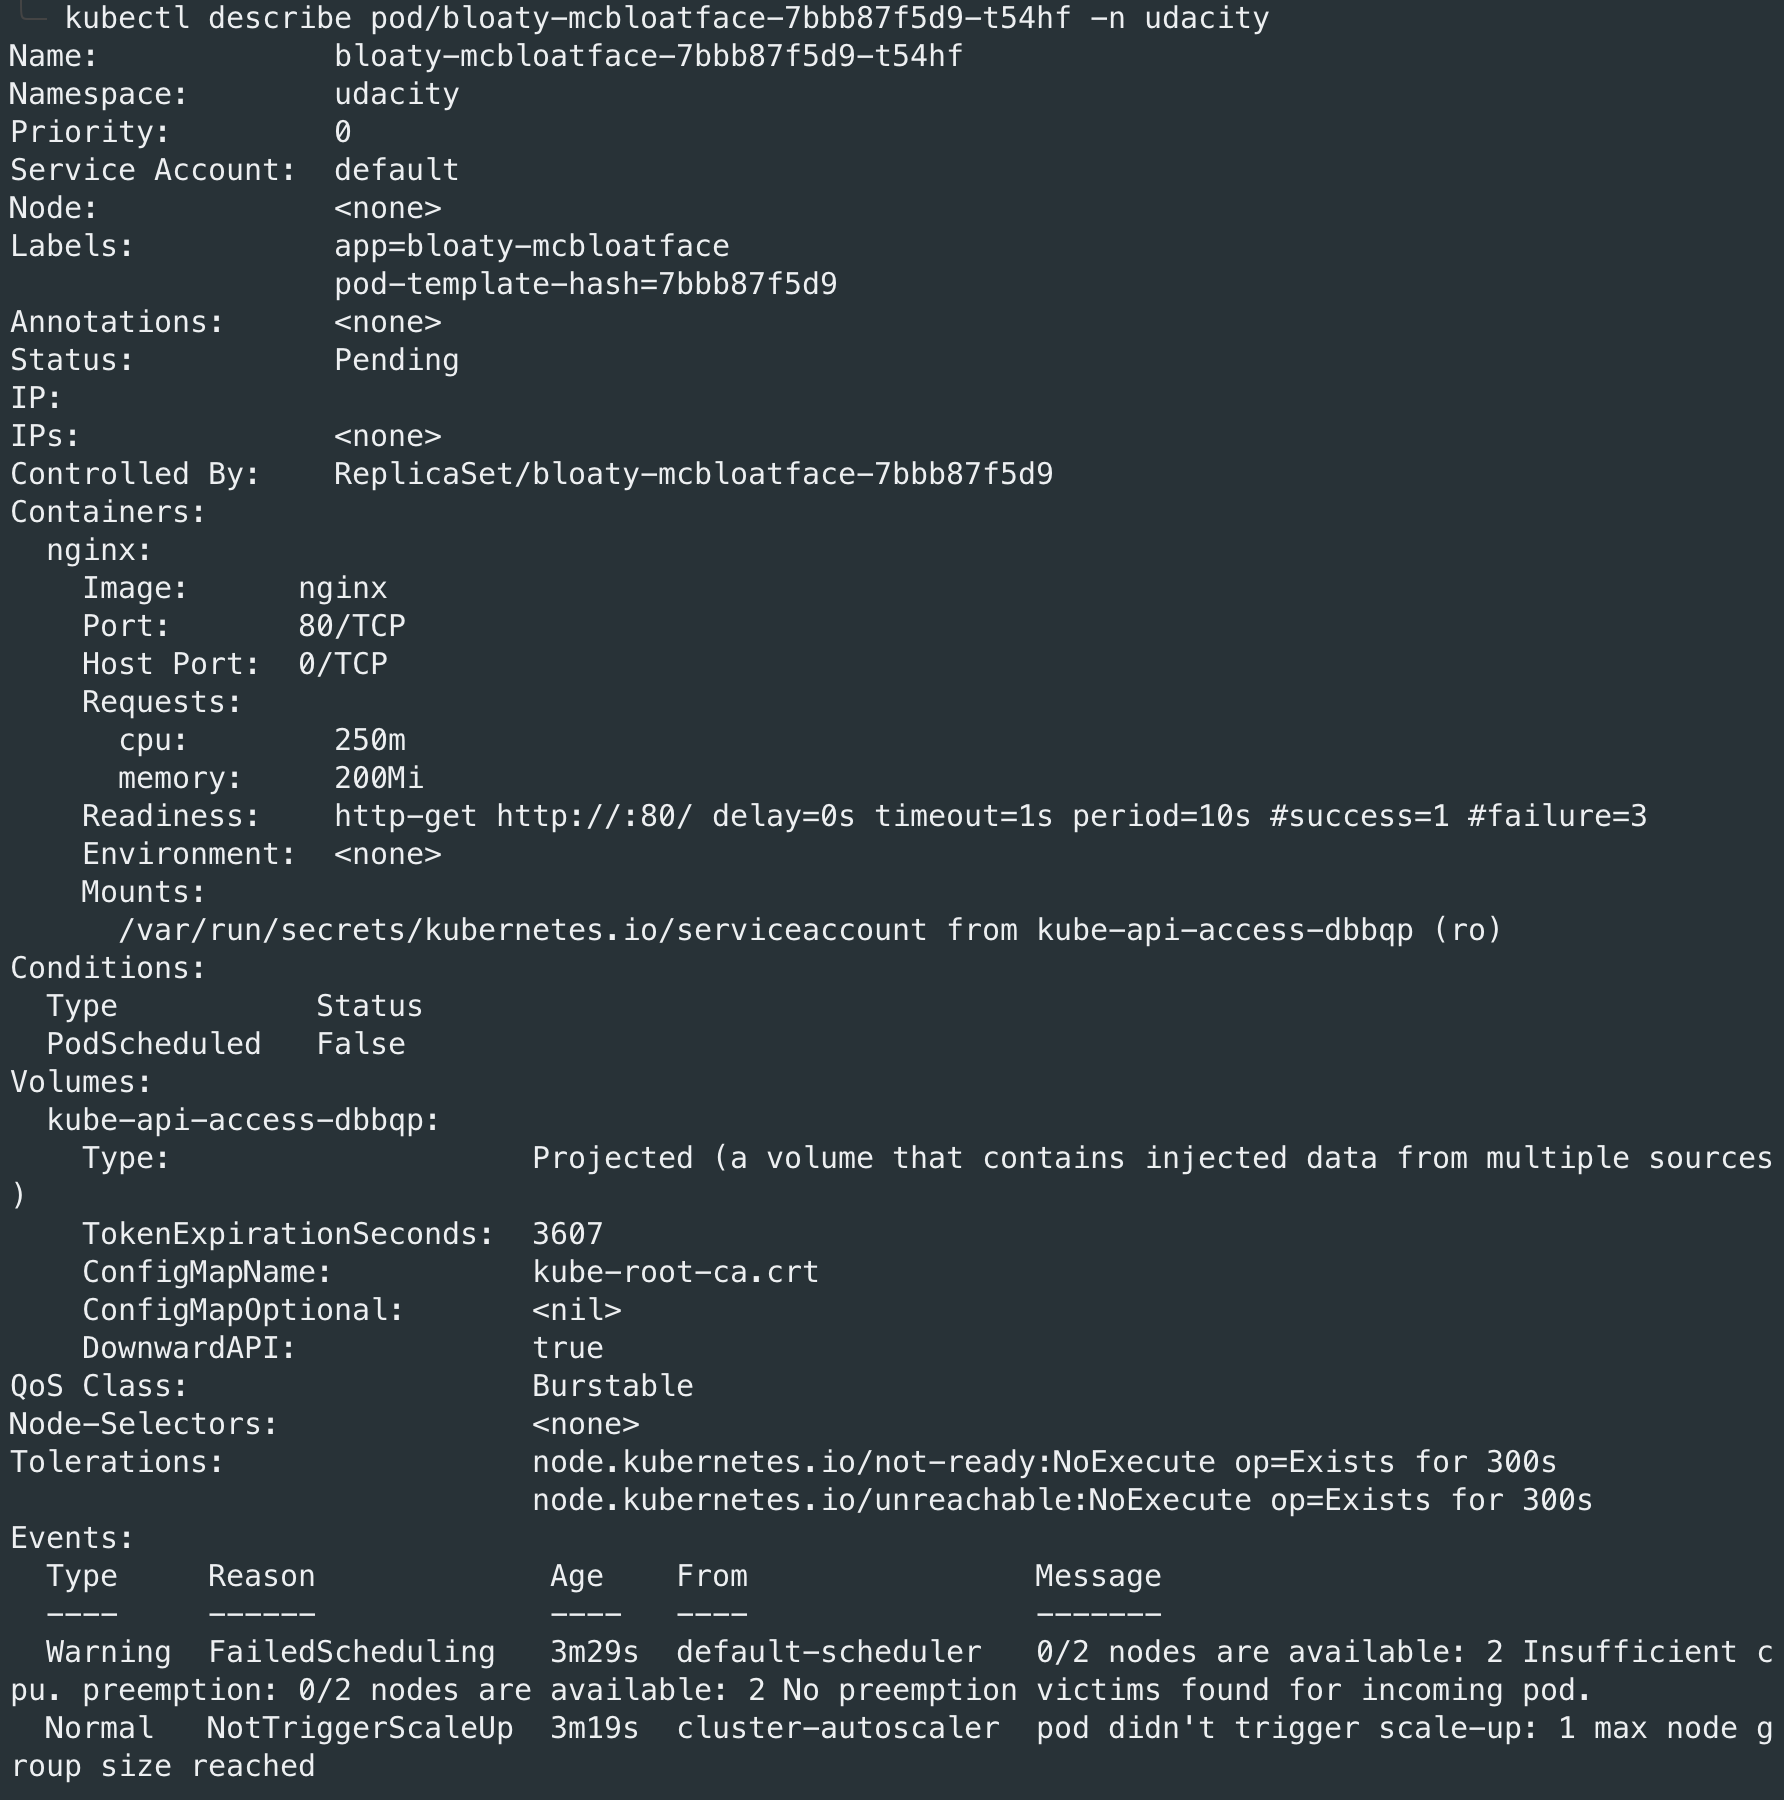 kubectl describe pod/bloaty-mcbloatface-7bbb87f5d9-t54hf -n udacity
Name:             bloaty-mcbloatface-7bbb87f5d9-t54hf
Namespace:        udacity
Priority:         0
Service Account:  default
Node:             <none>
Labels:           app=bloaty-mcbloatface
                  pod-template-hash=7bbb87f5d9
Annotations:      <none>
Status:           Pending
IP:
IPs:              <none>
Controlled By:    ReplicaSet/bloaty-mcbloatface-7bbb87f5d9
Containers:
  nginx:
    Image:      nginx
    Port:       80/TCP
    Host Port:  0/TCP
    Requests:
      cpu:        250m
      memory:     200Mi
    Readiness:    http-get http://:80/ delay=0s timeout=1s period=10s #success=1 #failure=3
    Environment:  <none>
    Mounts:
      /var/run/secrets/kubernetes.io/serviceaccount from kube-api-access-dbbqp (ro)
Conditions:
  Type           Status
  PodScheduled   False
Volumes:
  kube-api-access-dbbqp:
    Type:                    Projected (a volume that contains injected data from multiple sources
)
    TokenExpirationSeconds:  3607
    ConfigMapName:           kube-root-ca.crt
    ConfigMapOptional:       <nil>
    DownwardAPI:             true
QoS Class:                   Burstable
Node-Selectors:              <none>
Tolerations:                 node.kubernetes.io/not-ready:NoExecute op=Exists for 300s
                             node.kubernetes.io/unreachable:NoExecute op=Exists for 300s
Events:
  Type     Reason             Age    From                Message
  ----     ------             ----   ----                -------
  Warning  FailedScheduling   3m29s  default-scheduler   0/2 nodes are available: 2 Insufficient c
pu. preemption: 0/2 nodes are available: 2 No preemption victims found for incoming pod.
  Normal   NotTriggerScaleUp  3m19s  cluster-autoscaler  pod didn't trigger scale-up: 1 max node g
roup size reached